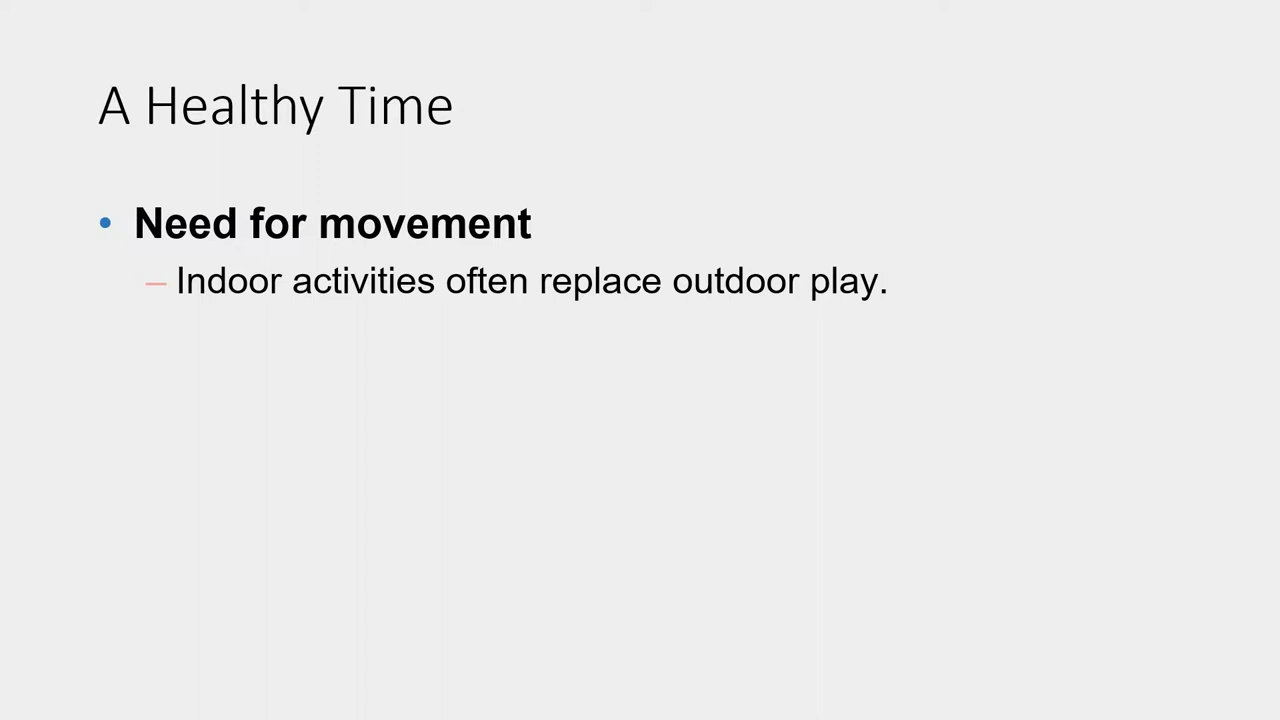 A Healthy Time
• Need for movement
– Indoor activities often replace outdoor play.